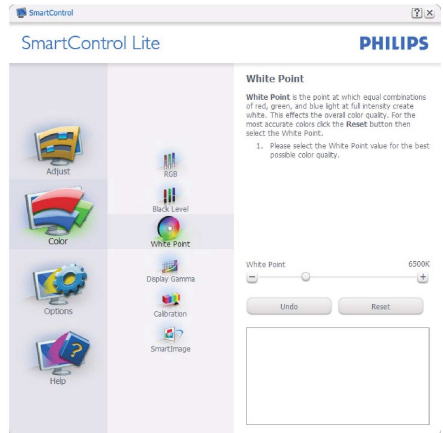 SmartControl
SmartControl Lite
PHILIPS
Adjust
Color
Options
Help
RGB
Black Level
White Point
Display Gamma
Calibration
SmartImage
White Point
White Point is the point at which equal combinations
of red, green, and blue light at full intensity create
white. This effects the overall color quality. For the
most accurate colors click the Reset button then
select the White Point.
1. Please select the White Point value for the best
possible color quality.
White Point 6500K
Undo Reset